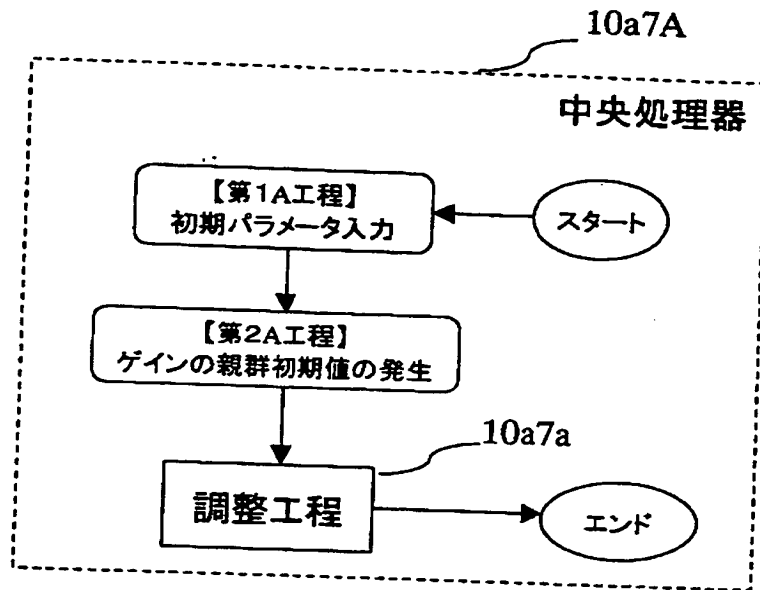 10a7A
中央処理器
【第1A工程】
初期パラメータ入力
スタート
【第2A工程】
ゲインの親群初期値の発生
10a7a
調整工程
エンド